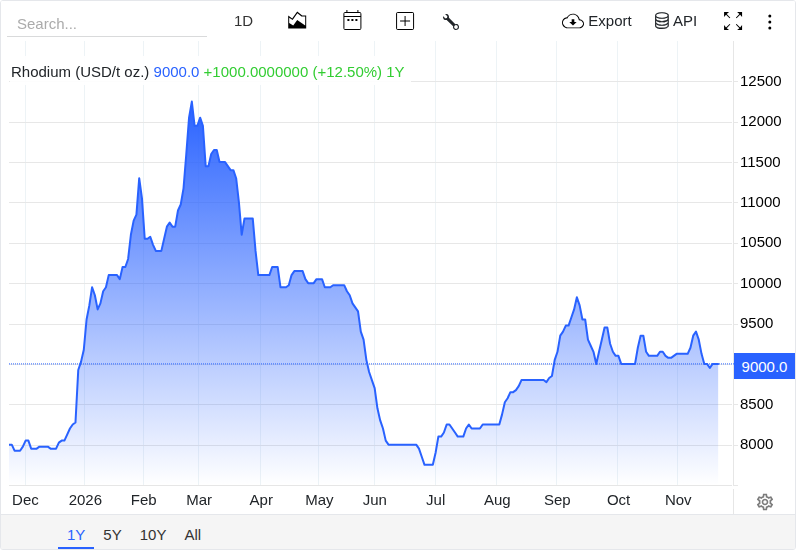 Search... 1D Export API
Rhodium (USD/t oz.) 9000.0 +1000.0000000 (+12.50%) 1Y
12500
12000
11500
11000
10500
10000
9500
9000.0
8500
8000
Dec 2026 Feb Mar Apr May Jun Jul Aug Sep Oct Nov
1Y 5Y 10Y All